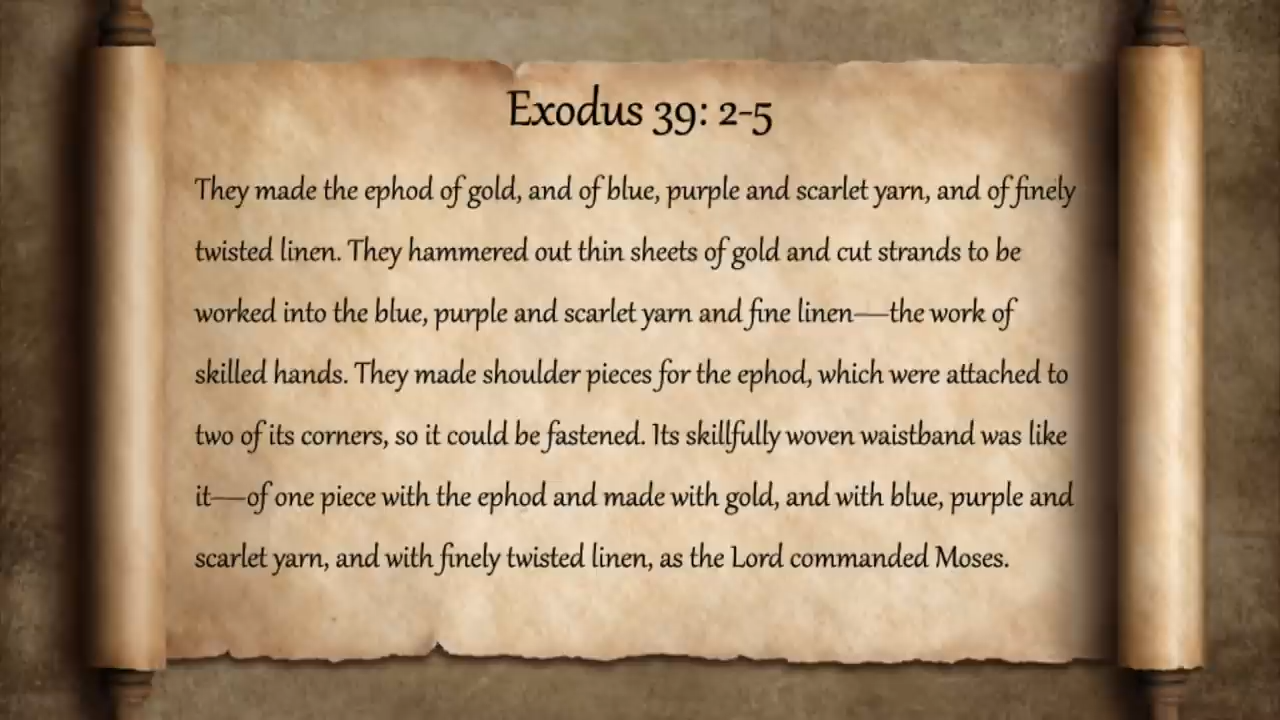 Exodus 39: 2-5
They made the ephod of gold, and of blue, purple and scarlet yarn, and of finely
twisted linen. They hammered out thin sheets of gold and cut strands to be
worked into the blue, purple and scarlet yarn and fine linen—the work of
skilled hands. They made shoulder pieces for the ephod, which were attached to
two of its corners, so it could be fastened. Its skillfully woven waistband was like
it—of one piece with the ephod and made with gold, and with blue, purple and
scarlet yarn, and with finely twisted linen, as the Lord commanded Moses.